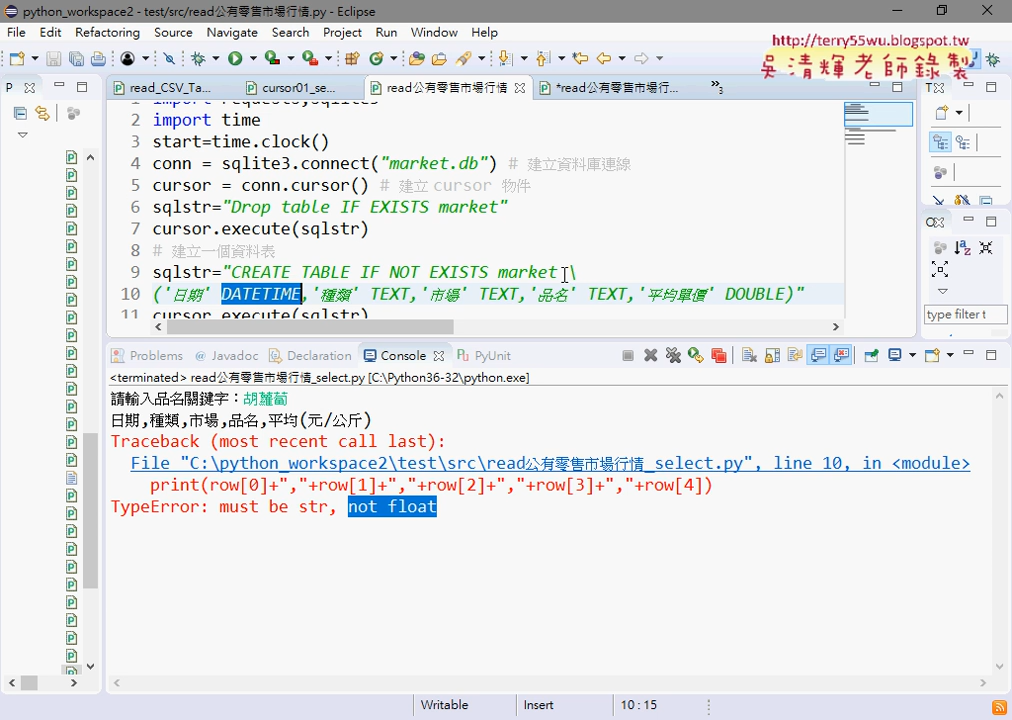 python_workspace2 - test/src/read公有零售市場行情.py - Eclipse
File Edit Refactoring Source Navigate Search Project Run Window Help
http://terry55wu.blogspot.tw
吳清輝老師錄製
P
read_CSV_Ta...
cursor01_se...
read公有零售市場行情
*read公有零售市場行...
»3
2 import time
3 start=time.clock()
4 conn = sqlite3.connect("market.db") # 建立資料庫連線
5 cursor = conn.cursor() # 建立 cursor 物件
6 sqlstr="Drop table IF EXISTS market"
7 cursor.execute(sqlstr)
8 # 建立一個資料表
9 sqlstr="CREATE TABLE IF NOT EXISTS market \
10 ('日期' DATETIME,'種類' TEXT,'市場' TEXT,'品名' TEXT,'平均單價' DOUBLE)"
11 cursor.execute(sqlstr)
type filter t
Problems @ Javadoc Declaration Console PyUnit
<terminated> read公有零售市場行情_select.py [C:\Python36-32\python.exe]
請輸入品名關鍵字：胡蘿蔔
日期,種類,市場,品名,平均(元/公斤)
Traceback (most recent call last):
File "C:\python_workspace2\test\src\read公有零售市場行情_select.py", line 10, in <module>
print(row[0]+","+row[1]+","+row[2]+","+row[3]+","+row[4])
TypeError: must be str, not float
Writable Insert 10 : 15